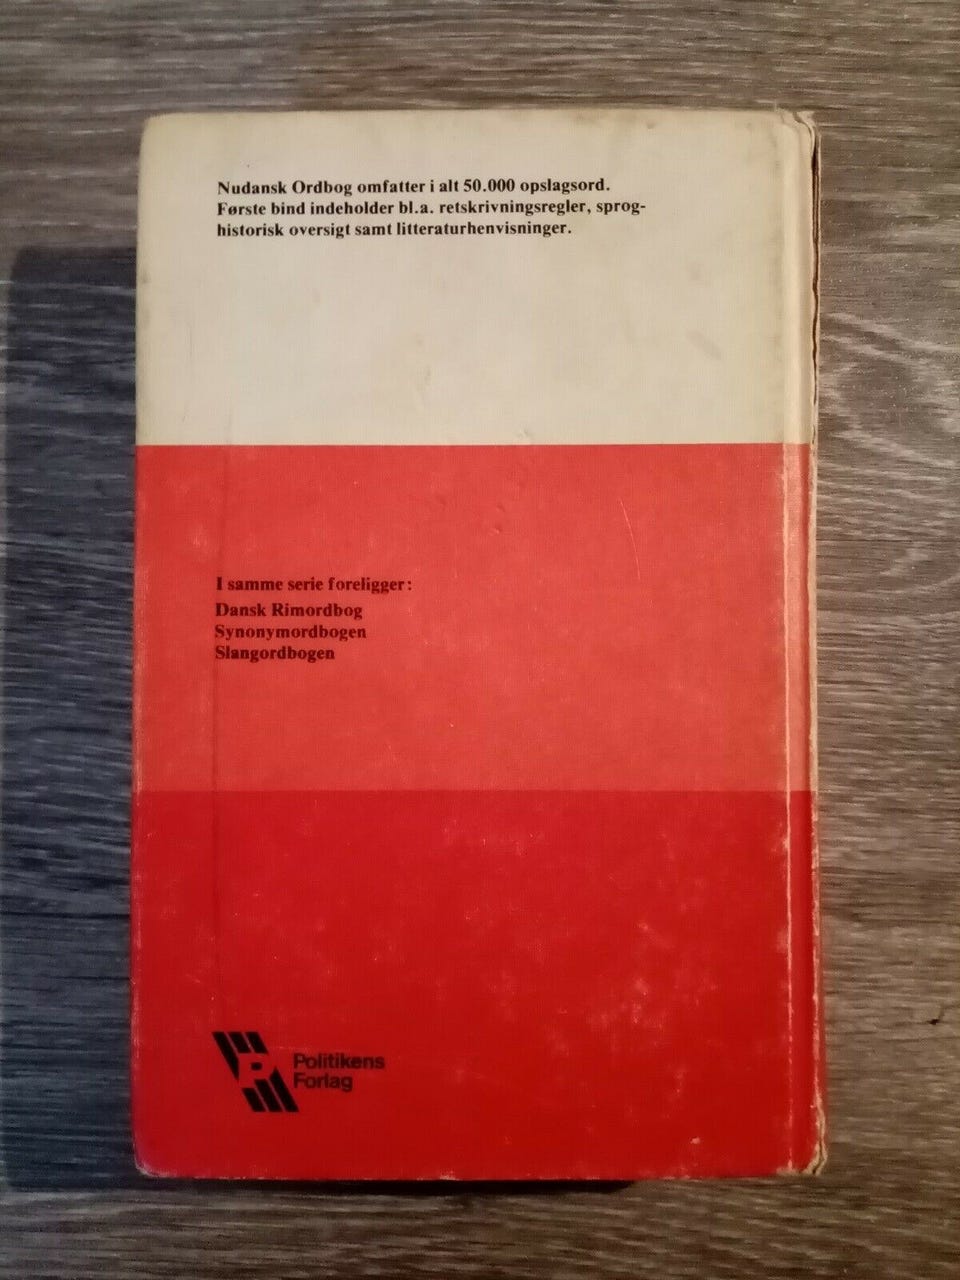 Nudansk Ordbog omfatter i alt 50.000 opslagsord.
Første bind indeholder bl.a. retskrivningsregler, sprog-
historisk oversigt samt litteraturhenvisninger.
I samme serie foreligger:
Dansk Rimordbog
Synonymordbogen
Slangordbogen
P
Politikens
Forlag